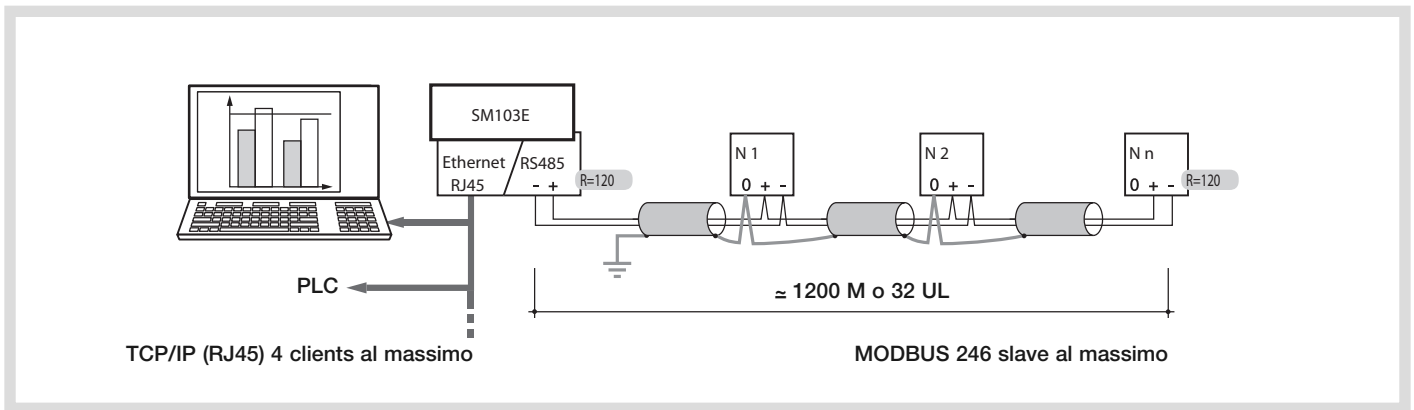 SM103E
Ethernet
RJ45
RS485
- +
R=120
N 1
0 + -
N 2
0 + -
N n
0 + -
R=120
PLC
≃ 1200 M o 32 UL
TCP/IP (RJ45) 4 clients al massimo
MODBUS 246 slave al massimo